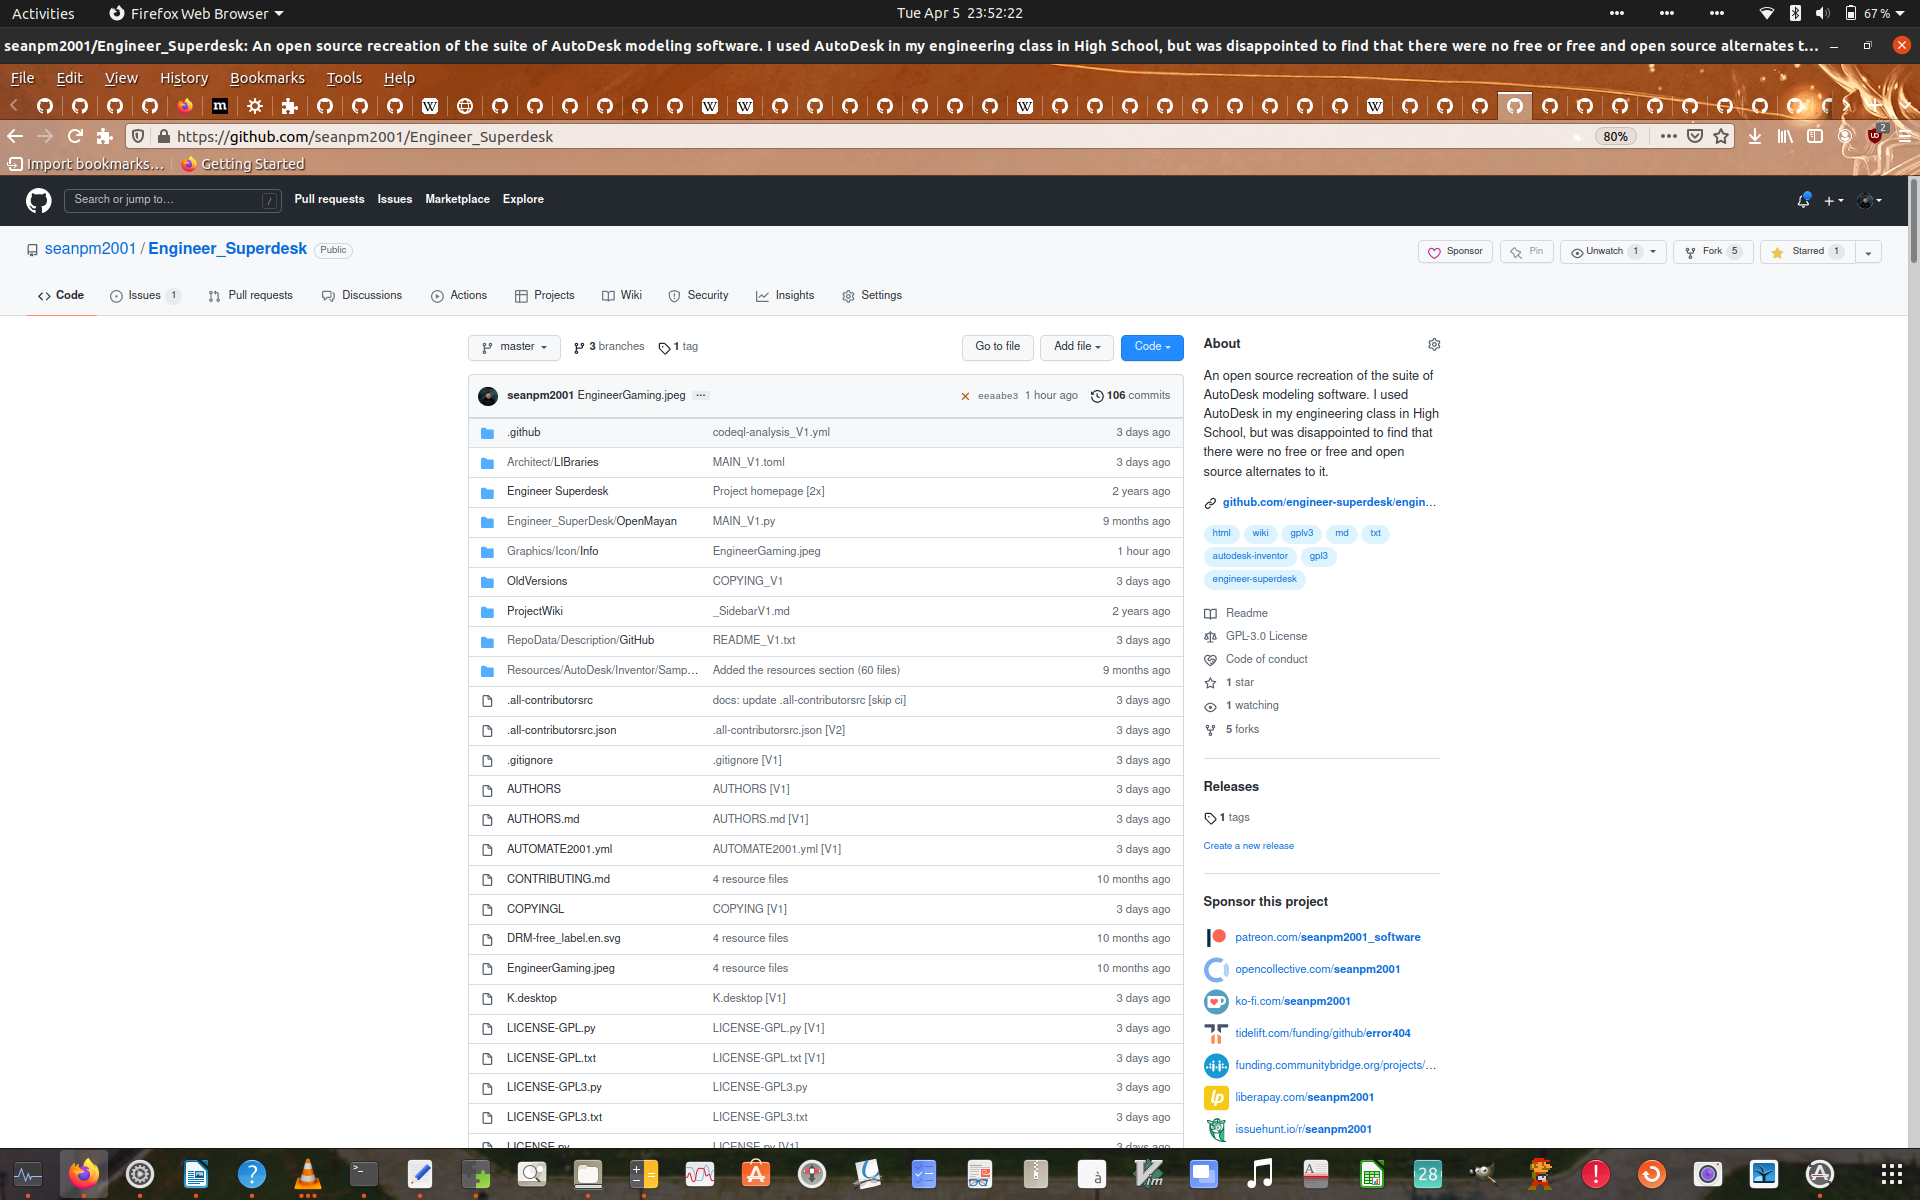 Activities Firefox Web Browser Tue Apr 5 23:52:22 67 %
seanpm2001/Engineer_Superdesk: An open source recreation of the suite of AutoDesk modeling software. I used AutoDesk in my engineering class in High School, but was disappointed to find that there were no free or free and open source alternates t...
File Edit View History Bookmarks Tools Help
https://github.com/seanpm2001/Engineer_Superdesk 80% 2
Import bookmarks... Getting Started
Search or jump to... / Pull requests Issues Marketplace Explore
seanpm2001 / Engineer_Superdesk Public Sponsor Pin Unwatch 1 Fork 5 Starred 1
Code Issues 1 Pull requests Discussions Actions Projects Wiki Security Insights Settings
master 3 branches 1 tag Go to file Add file Code
seanpm2001 EngineerGaming.jpeg ... eeaabe3 1 hour ago 106 commits
.github codeql-analysis_V1.yml 3 days ago
Architect/LIBraries MAIN_V1.toml 3 days ago
Engineer Superdesk Project homepage [2x] 2 years ago
Engineer_SuperDesk/OpenMayan MAIN_V1.py 9 months ago
Graphics/Icon/Info EngineerGaming.jpeg 1 hour ago
OldVersions COPYING_V1 3 days ago
ProjectWiki _SidebarV1.md 2 years ago
RepoData/Description/GitHub README_V1.txt 3 days ago
Resources/AutoDesk/Inventor/Samp... Added the resources section (60 files) 9 months ago
.all-contributorsrc docs: update .all-contributorsrc [skip ci] 3 days ago
.all-contributorsrc.json .all-contributorsrc.json [V2] 3 days ago
.gitignore .gitignore [V1] 3 days ago
AUTHORS AUTHORS [V1] 3 days ago
AUTHORS.md AUTHORS.md [V1] 3 days ago
AUTOMATE2001.yml AUTOMATE2001.yml [V1] 3 days ago
CONTRIBUTING.md 4 resource files 10 months ago
COPYINGL COPYING [V1] 3 days ago
DRM-free_label.en.svg 4 resource files 10 months ago
EngineerGaming.jpeg 4 resource files 10 months ago
K.desktop K.desktop [V1] 3 days ago
LICENSE-GPL.py LICENSE-GPL.py [V1] 3 days ago
LICENSE-GPL.txt LICENSE-GPL.txt [V1] 3 days ago
LICENSE-GPL3.py LICENSE-GPL3.py 3 days ago
LICENSE-GPL3.txt LICENSE-GPL3.txt 3 days ago
LICENSE.py LICENSE.py [V1] 3 days ago
About
An open source recreation of the suite of
AutoDesk modeling software. I used
AutoDesk in my engineering class in High
School, but was disappointed to find that
there were no free or free and open
source alternates to it.
github.com/engineer-superdesk/engin...
html wiki gplv3 md txt
autodesk-inventor gpl3
engineer-superdesk
Readme
GPL-3.0 License
Code of conduct
1 star
1 watching
5 forks
Releases
1 tags
Create a new release
Sponsor this project
patreon.com/seanpm2001_software
opencollective.com/seanpm2001
ko-fi.com/seanpm2001
tidelift.com/funding/github/error404
funding.communitybridge.org/projects/...
liberapay.com/seanpm2001
issuehunt.io/r/seanpm2001
28